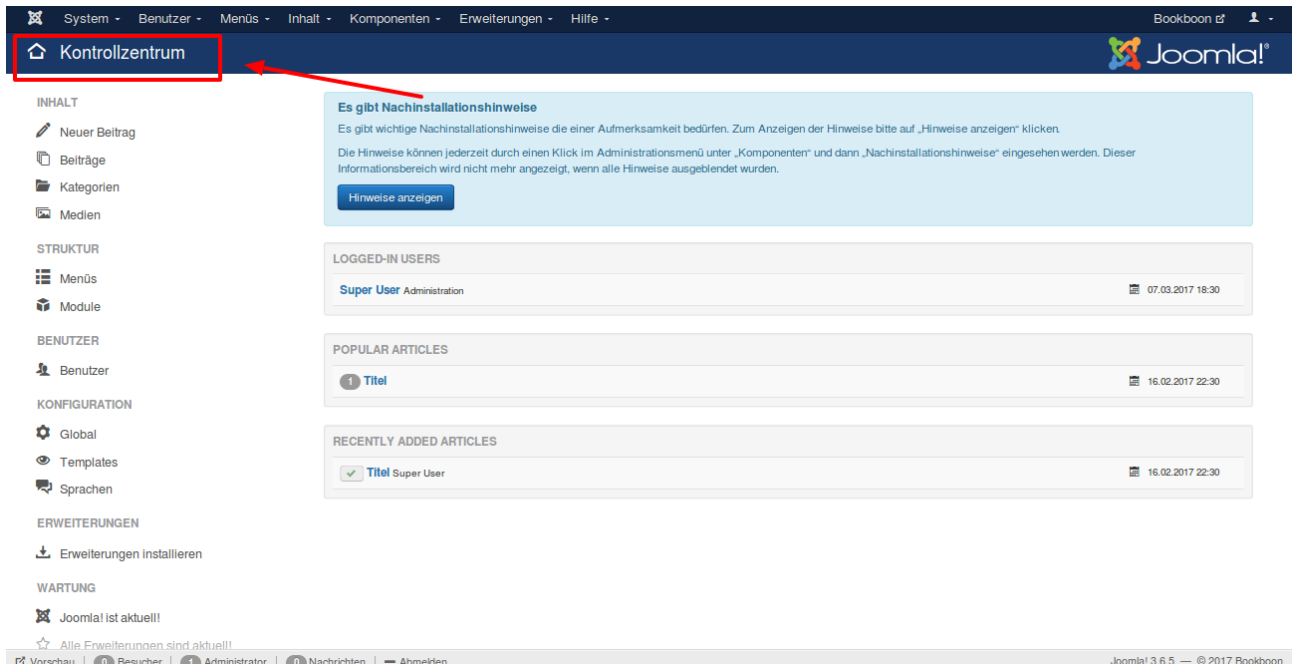 System Benutzer Menüs Inhalt Komponenten Erweiterungen Hilfe Bookboon
Kontrollzentrum
Joomla!®
INHALT
Neuer Beitrag
Beiträge
Kategorien
Medien
STRUKTUR
Menüs
Module
BENUTZER
Benutzer
KONFIGURATION
Global
Templates
Sprachen
ERWEITERUNGEN
Erweiterungen installieren
WARTUNG
Joomla! ist aktuell!
Alle Erweiterungen sind aktuell!
Es gibt Nachinstallationshinweise
Es gibt wichtige Nachinstallationshinweise die einer Aufmerksamkeit bedürfen. Zum Anzeigen der Hinweise bitte auf „Hinweise anzeigen“ klicken.
Die Hinweise können jederzeit durch einen Klick im Administrationsmenü unter „Komponenten“ und dann „Nachinstallationshinweise“ eingesehen werden. Dieser
Informationsbereich wird nicht mehr angezeigt, wenn alle Hinweise ausgeblendet wurden.
Hinweise anzeigen
LOGGED-IN USERS
Super User Administration 07.03.2017 18:30
POPULAR ARTICLES
1 Titel 16.02.2017 22:30
RECENTLY ADDED ARTICLES
Titel Super User 16.02.2017 22:30
Vorschau 0 Besucher 1 Administrator 0 Nachrichten Abmelden Joomla! 3.6.5 — © 2017 Bookboon